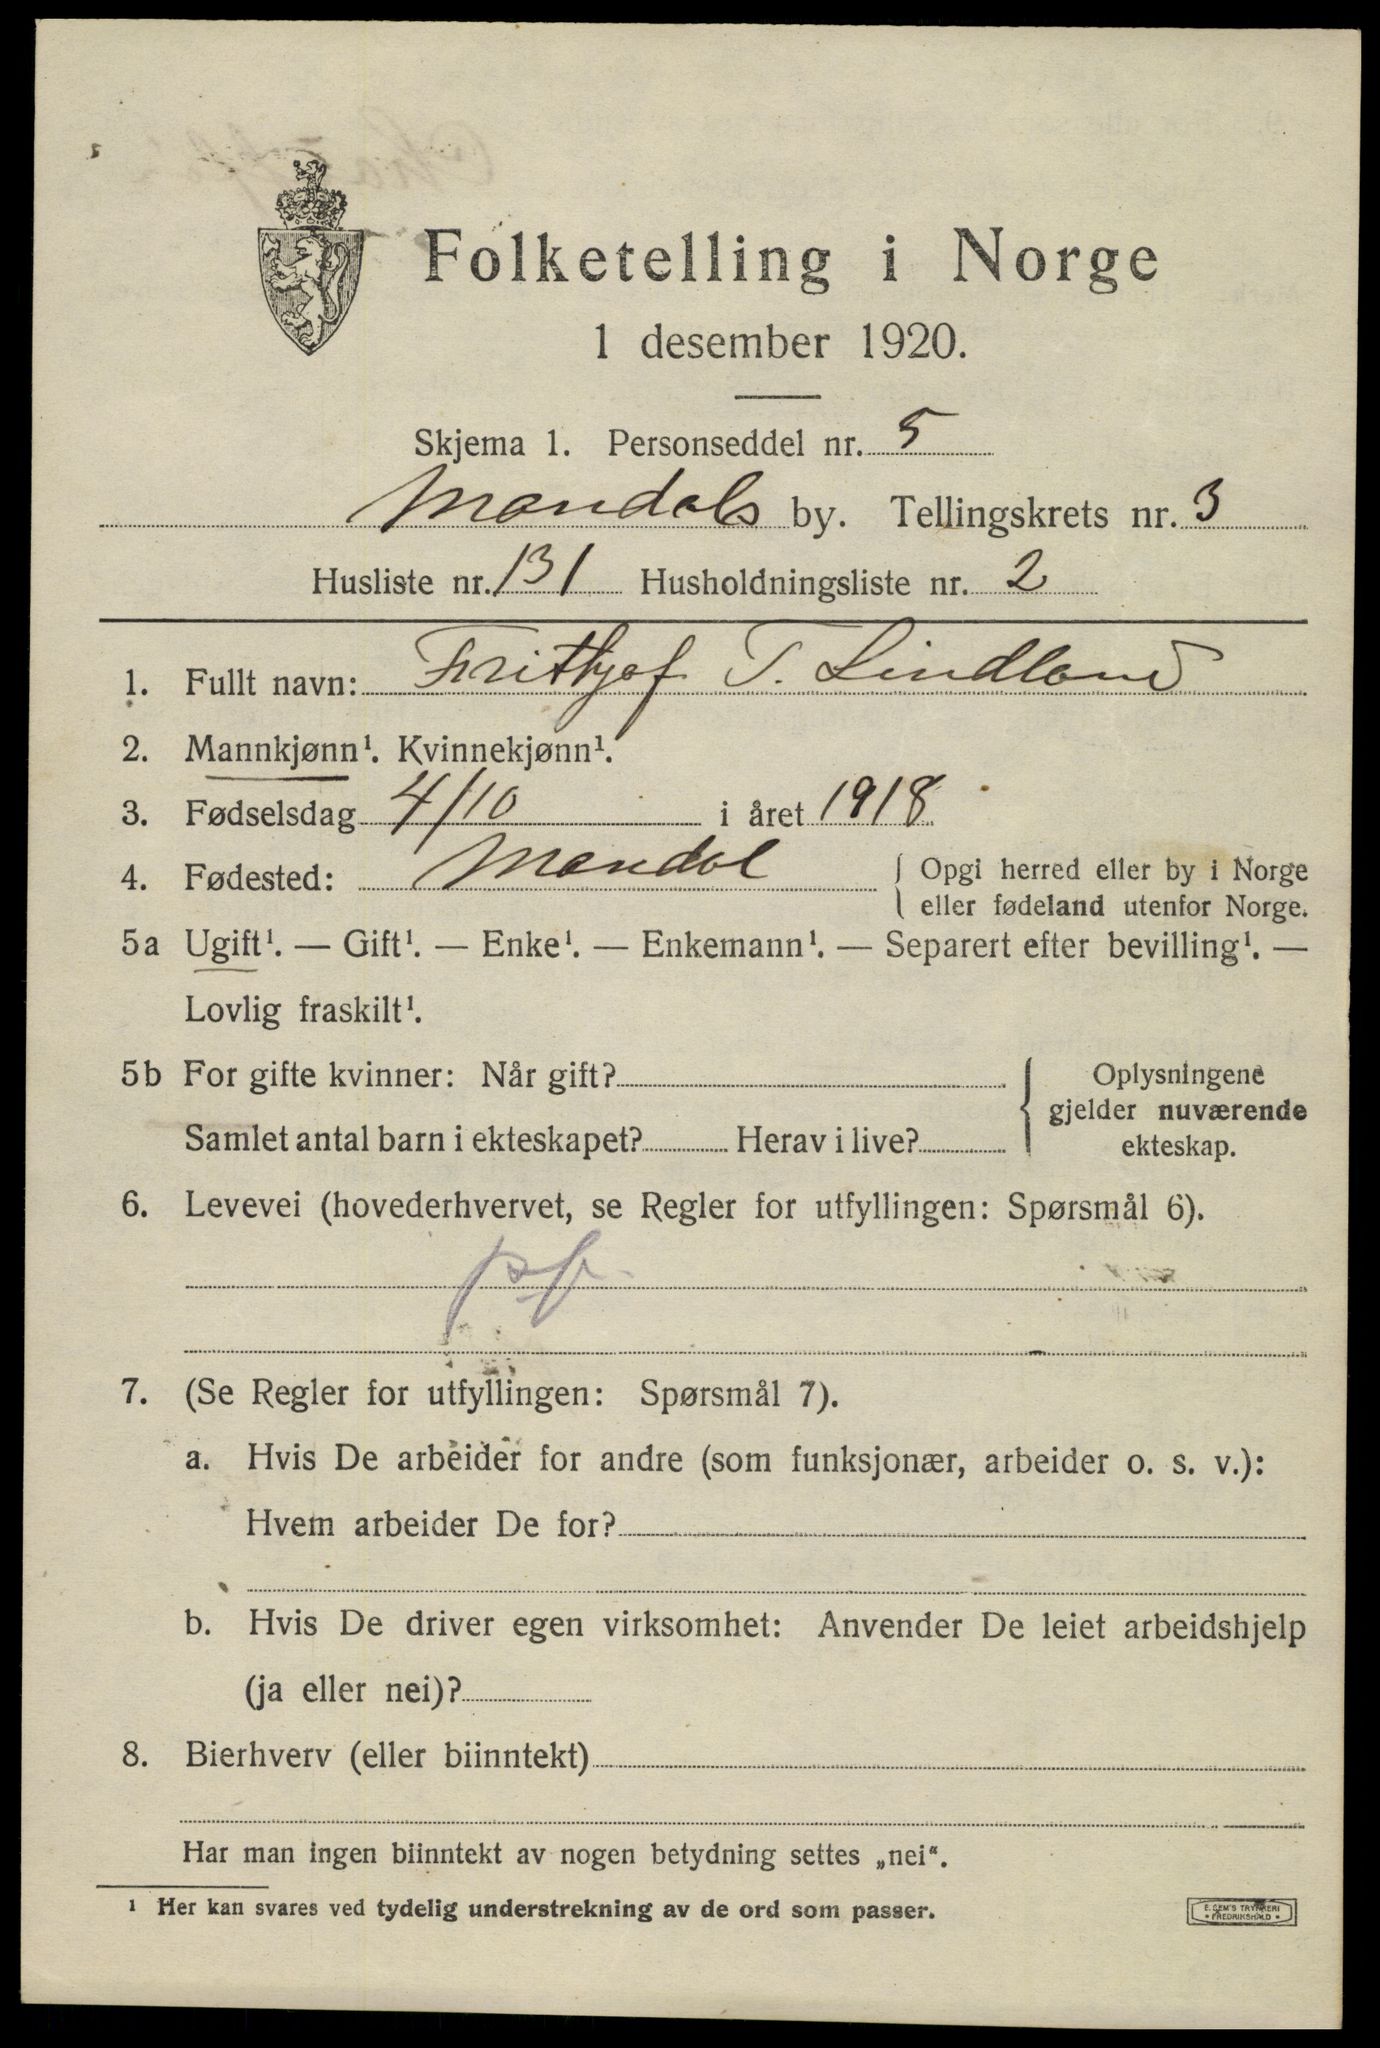 Folketelling i Norge
1 desember 1920.
Skjema 1. Personseddel nr. 5
Mandals by. Tellingskrets nr. 3
Husliste nr. 131 Husholdningsliste nr. 2
1. Fullt navn: Frithjof T. Lindland
2. Mannkjønn¹. Kvinnekjønn¹.
3. Fødselsdag 4/10 i året 1918
4. Fødested: Mandal { Opgi herred eller by i Norge
eller fødeland utenfor Norge.
5a Ugift¹. — Gift¹. — Enke¹. — Enkemann¹. — Separert efter bevilling¹. —
Lovlig fraskilt¹.
5b For gifte kvinner: Når gift? { Oplysningene
gjelder nuværende
Samlet antal barn i ekteskapet? Herav i live? ekteskap.
6. Levevei (hovederhvervet, se Regler for utfyllingen: Spørsmål 6).
7. (Se Regler for utfyllingen: Spørsmål 7).
a. Hvis De arbeider for andre (som funksjonær, arbeider o. s. v.):
Hvem arbeider De for?
b. Hvis De driver egen virksomhet: Anvender De leiet arbeidshjelp
(ja eller nei)?
8. Bierhverv (eller biinntekt)
Har man ingen biinntekt av nogen betydning settes „nei“.
¹ Her kan svares ved tydelig understrekning av de ord som passer.
E. SEM'S TRYKKERI
• FREDRIKSHALD •